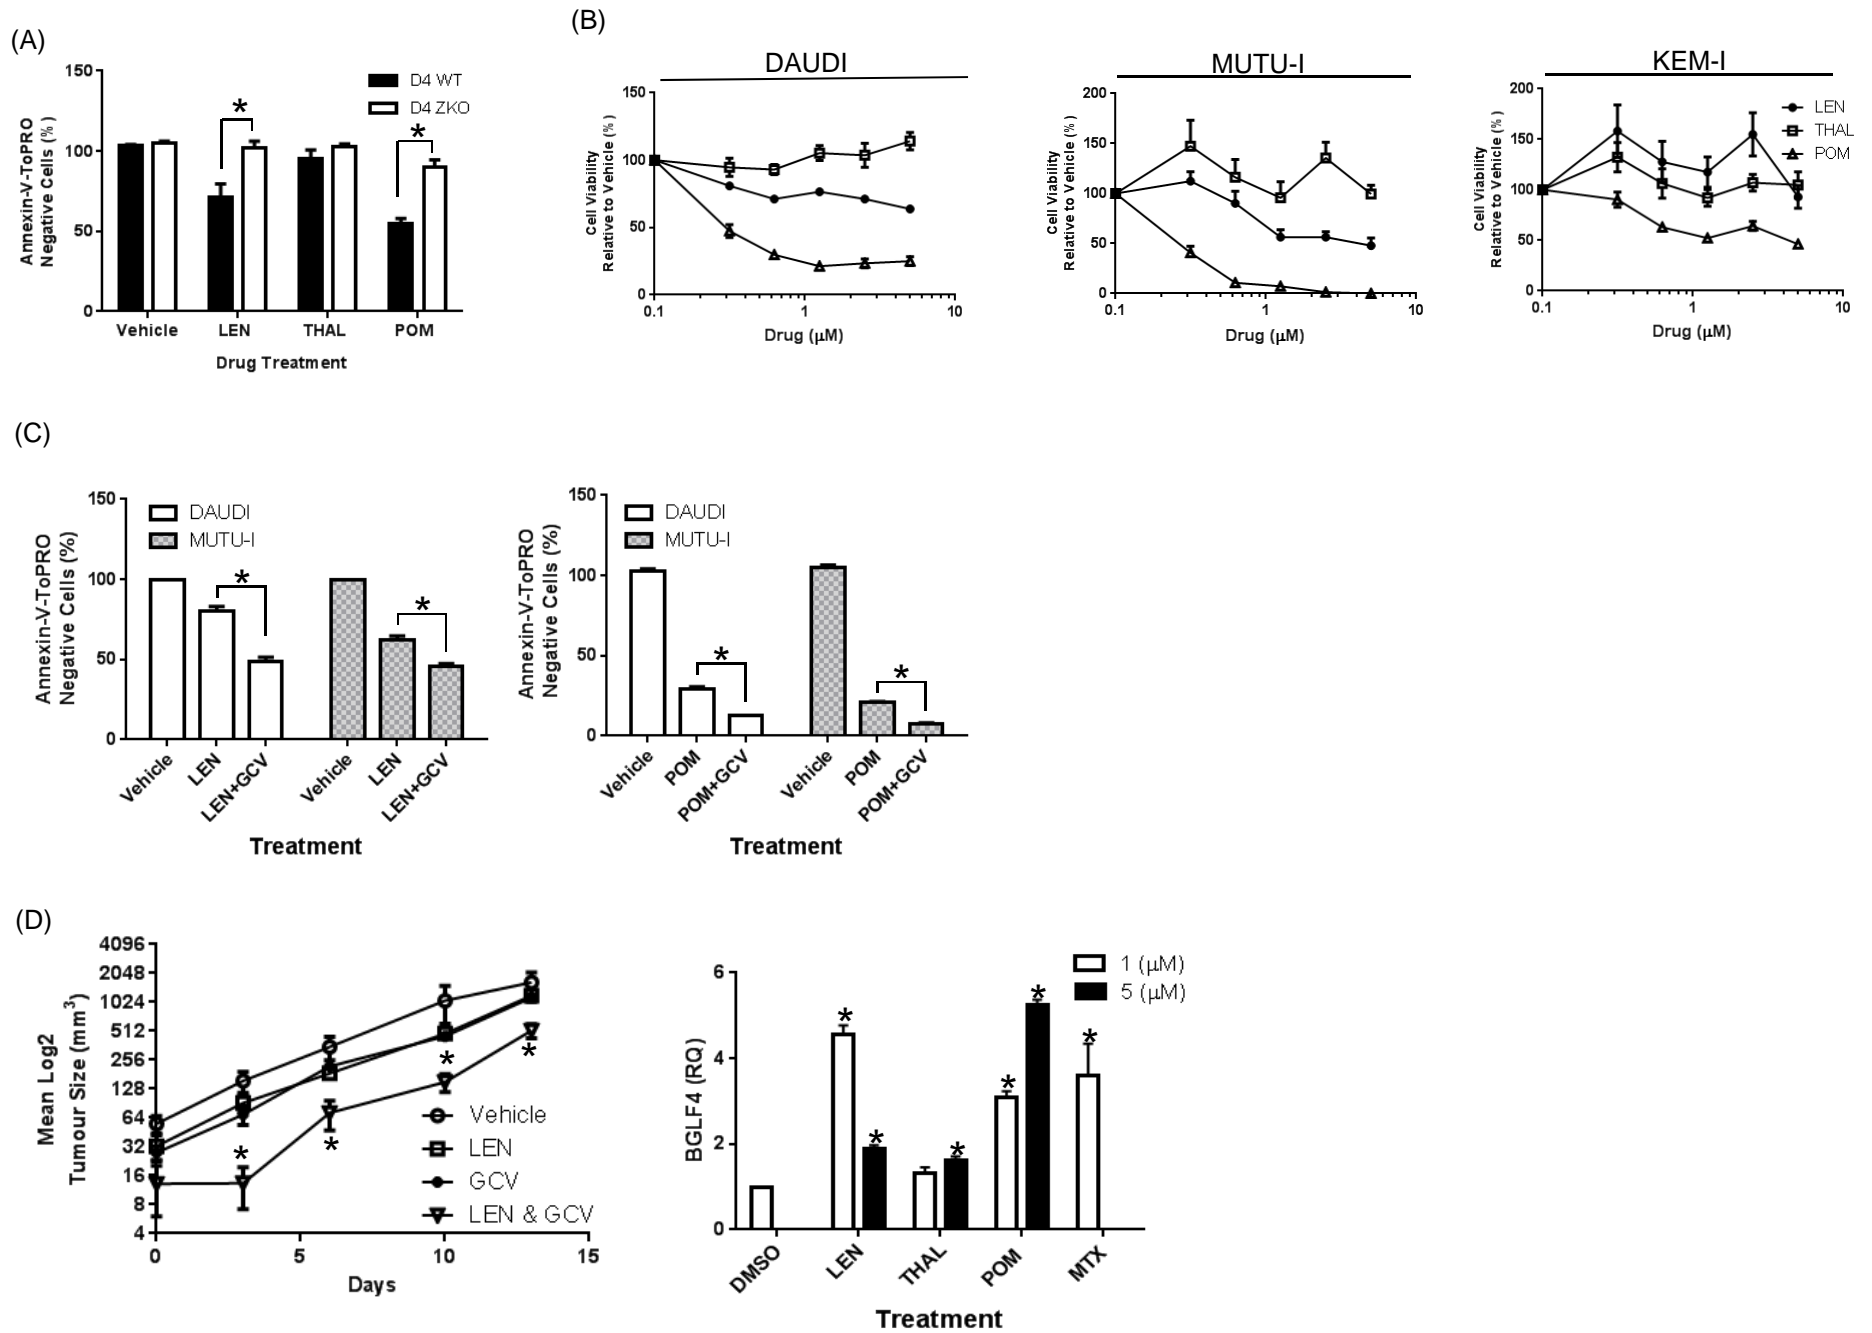 (A)
150
100
50
0
Annexin-V-ToPRO
Negative Cells (%)
D4 WT
D4 ZKO
*
*
Vehicle LEN THAL POM
Drug Treatment
(B)
DAUDI
150
100
50
0
Cell Viability
Relative to Vehicle (%)
0.1 1 10
Drug (μM)
MUTU-I
200
150
100
50
0
Cell Viability
Relative to Vehicle (%)
0.1 1 10
Drug (μM)
KEM-I
200
150
100
50
0
Cell Viability
Relative to Vehicle (%)
0.1 1 10
Drug (μM)
LEN
THAL
POM
(C)
150
100
50
0
Annexin-V-ToPRO
Negative Cells (%)
DAUDI
MUTU-I
*
*
Vehicle LEN LEN+GCV Vehicle LEN LEN+GCV
Treatment
150
100
50
0
Annexin-V-ToPRO
Negative Cells (%)
DAUDI
MUTU-I
*
*
Vehicle POM POM+GCV Vehicle POM POM+GCV
Treatment
(D)
4096
2048
1024
512
256
128
64
32
16
8
4
Mean Log2
Tumour Size (mm³)
*
*
*
*
Vehicle
LEN
GCV
LEN & GCV
0 5 10 15
Days
6
4
2
0
BGLF4 (RQ)
1 (μM)
5 (μM)
*
*
*
*
*
*
DMSO LEN THAL POM MTX
Treatment